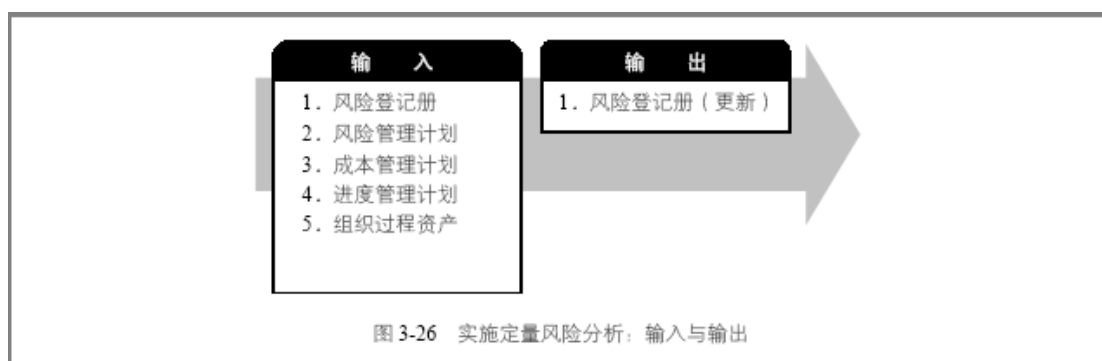 输 入
1. 风险登记册
2. 风险管理计划
3. 成本管理计划
4. 进度管理计划
5. 组织过程资产
输 出
1. 风险登记册（更新）
图 3-26 实施定量风险分析：输入与输出